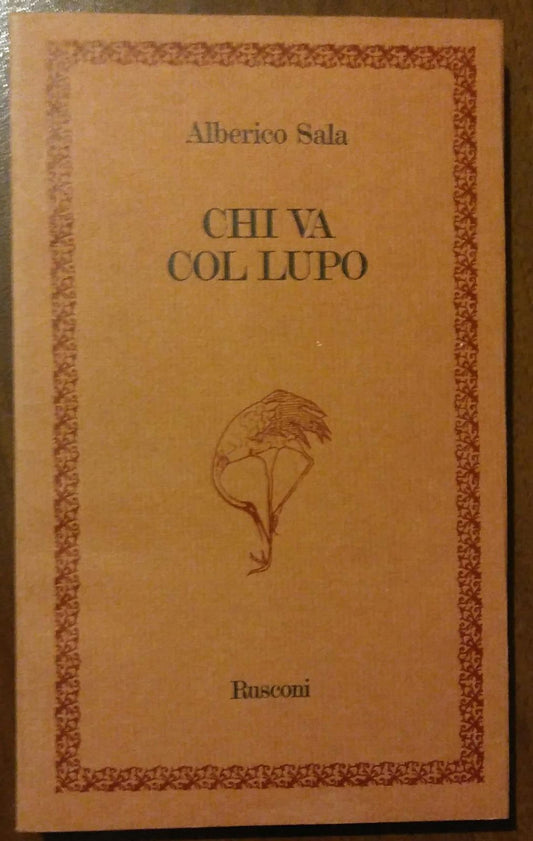 Alberico Sala
CHI VA
COL LUPO
Rusconi